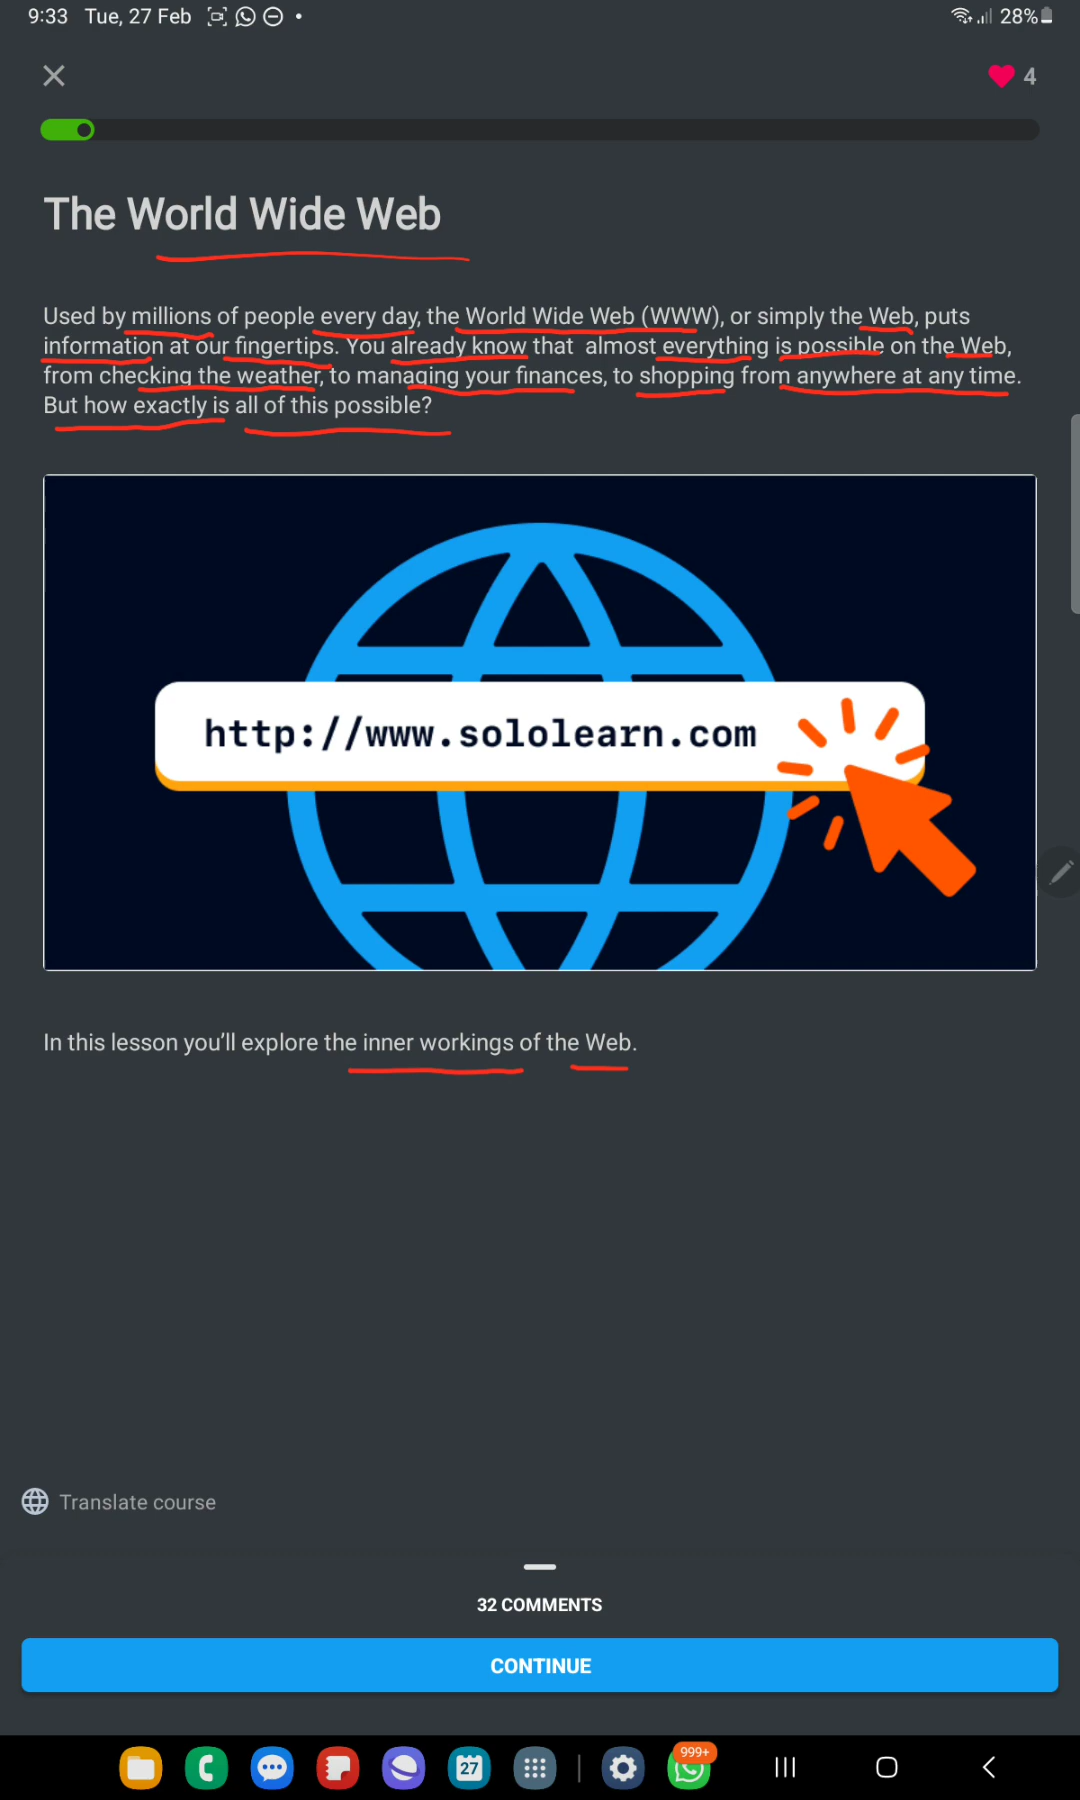 9:33 Tue, 27 Feb
28%
4
The World Wide Web
Used by millions of people every day, the World Wide Web (WWW), or simply the Web, puts
information at our fingertips. You already know that almost everything is possible on the Web,
from checking the weather, to managing your finances, to shopping from anywhere at any time.
But how exactly is all of this possible?
http://www.sololearn.com
In this lesson you’ll explore the inner workings of the Web.
Translate course
32 COMMENTS
CONTINUE
27
999+